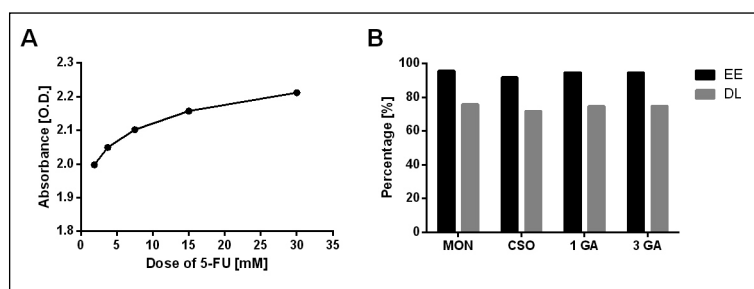 A
Absorbance [O.D.]
2.3
2.2
2.1
2.0
1.9
1.8
0 5 10 15 20 25 30 35
Dose of 5-FU [mM]
B
Percentage [%]
100
80
60
40
20
0
MON CSO 1 GA 3 GA
EE
DL